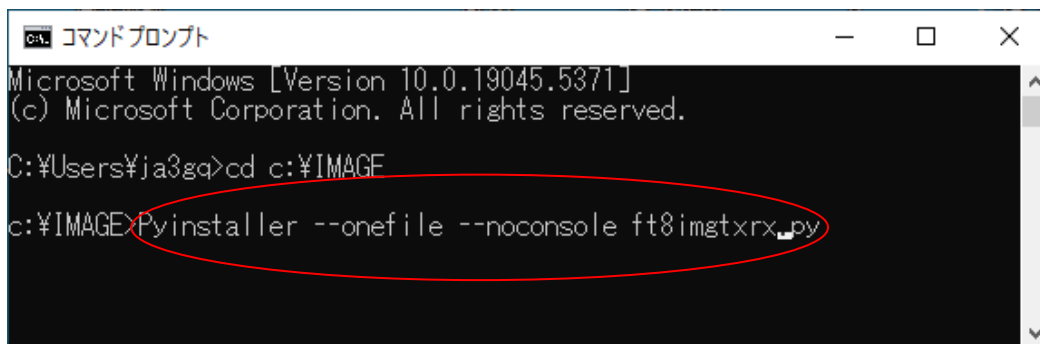 コマンド プロンプト
Microsoft Windows [Version 10.0.19045.5371]
(c) Microsoft Corporation. All rights reserved.
C:¥Users¥ja3gq>cd c:¥IMAGE
c:¥IMAGE>Pyinstaller --onefile --noconsole ft8imgtxrx.py